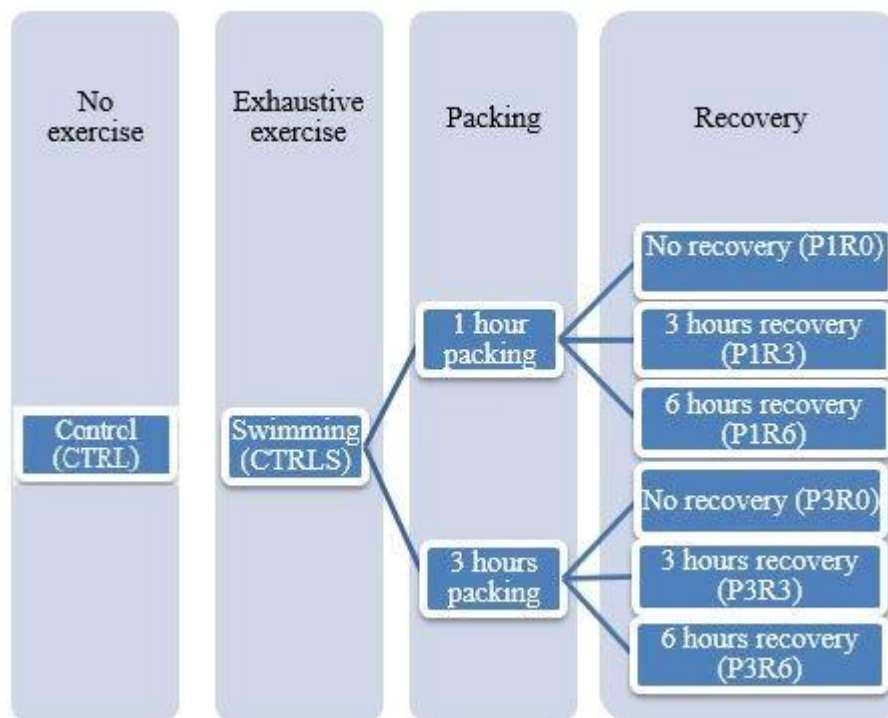 No
exercise
Exhaustive
exercise
Packing
Recovery
Control
(CTRL)
Swimming
(CTRLS)
1 hour
packing
3 hours
packing
No recovery (P1R0)
3 hours recovery
(P1R3)
6 hours recovery
(P1R6)
No recovery (P3R0)
3 hours recovery
(P3R3)
6 hours recovery
(P3R6)